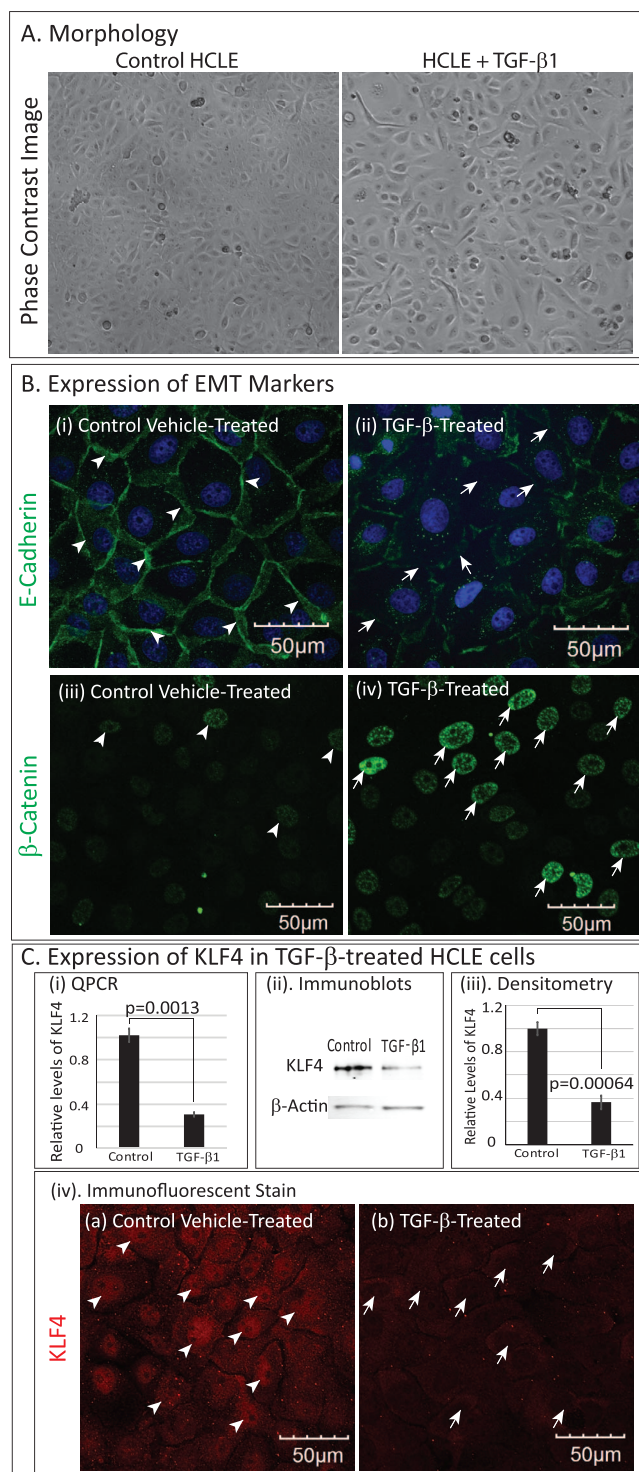 A. Morphology
Control HCLE
HCLE + TGF-β1
Phase Contrast Image
B. Expression of EMT Markers
(i) Control Vehicle-Treated
(ii) TGF-β-Treated
E-Cadherin
50µm
50µm
(iii) Control Vehicle-Treated
(iv) TGF-β-Treated
β-Catenin
50µm
50µm
C. Expression of KLF4 in TGF-β-treated HCLE cells
(i) QPCR
p=0.0013
Relative levels of KLF4
1.2
0.8
0.4
0
Control
TGF-β1
(ii). Immunoblots
Control
TGF-β1
KLF4
β-Actin
(iii). Densitometry
Relative Levels of KLF4
1.2
0.8
0.4
0
p=0.00064
Control
TGF-β1
(iv). Immunofluorescent Stain
(a) Control Vehicle-Treated
(b) TGF-β-Treated
KLF4
50µm
50µm